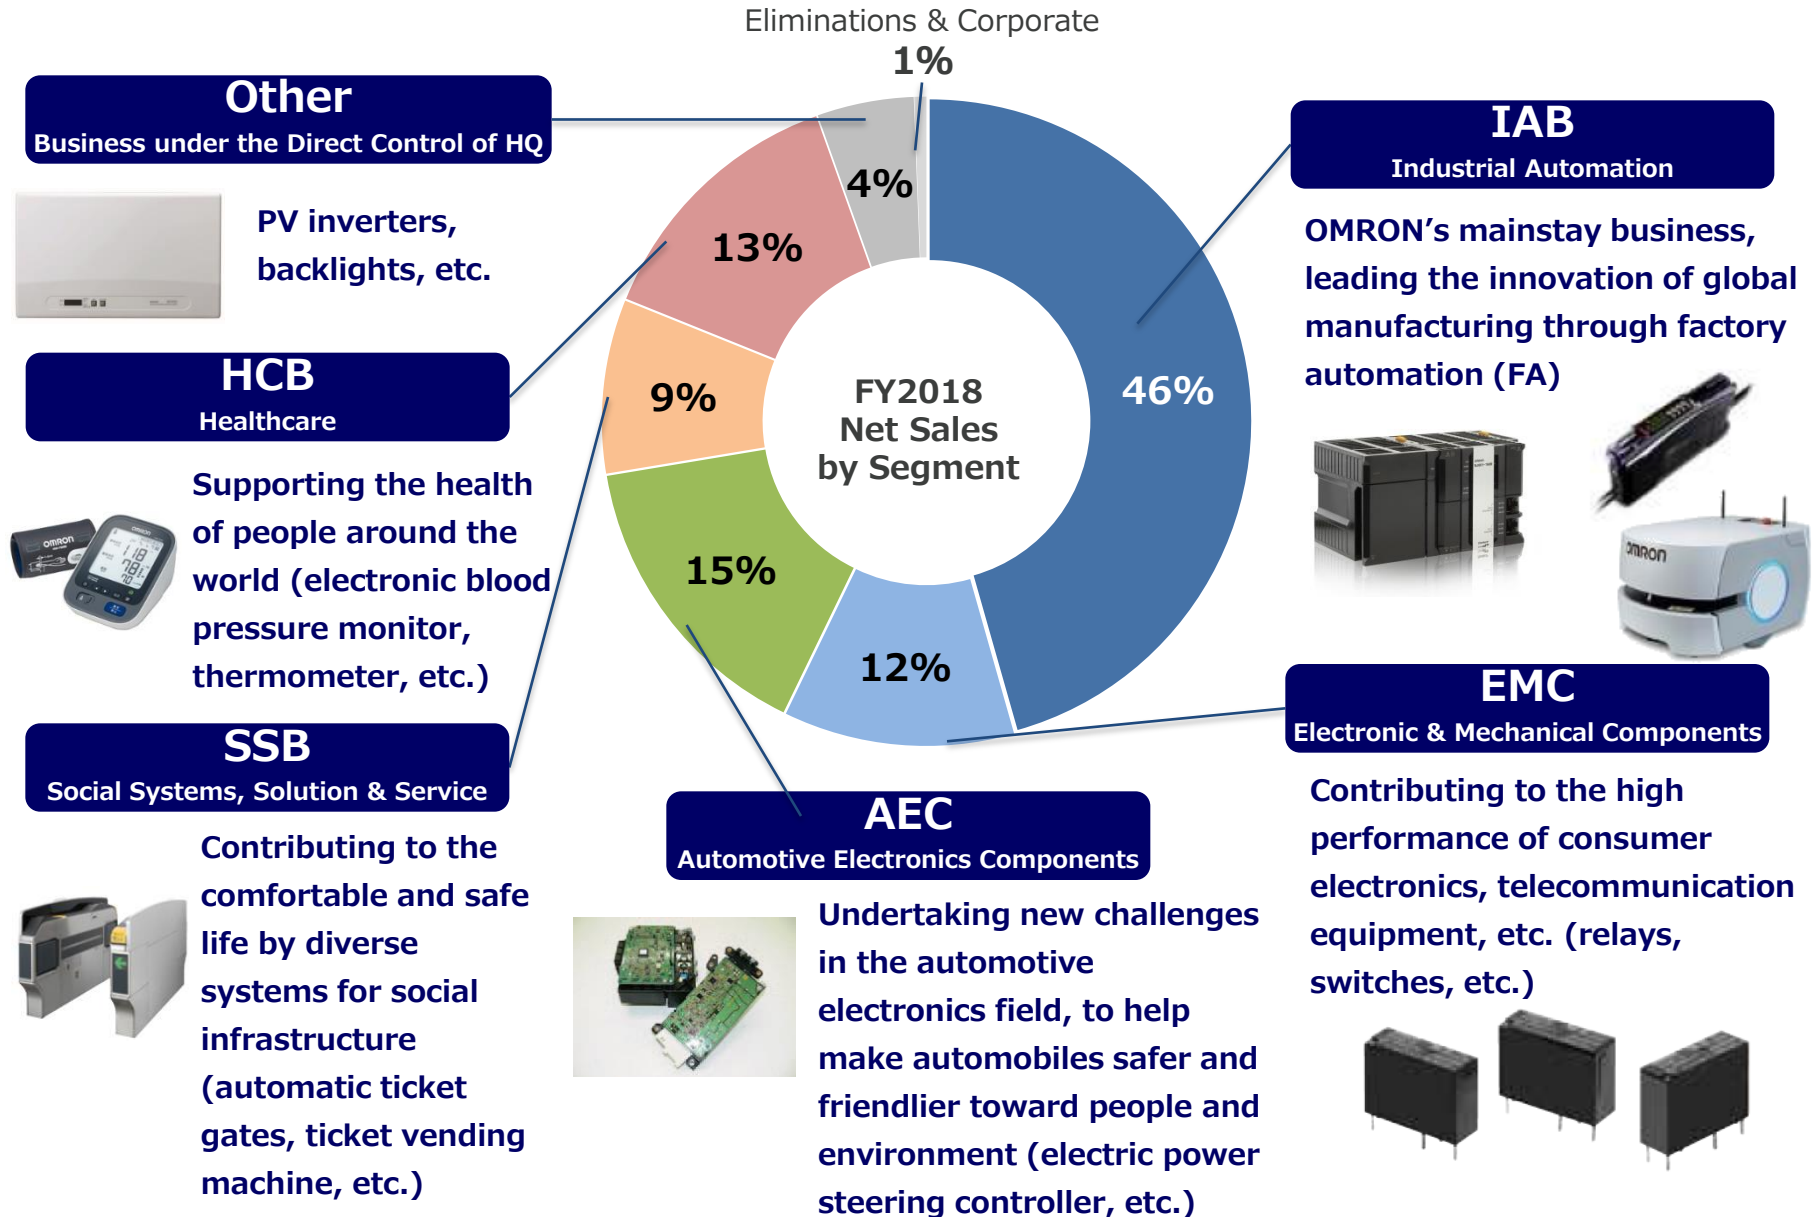 Eliminations & Corporate
1%
Other
Business under the Direct Control of HQ
PV inverters,
backlights, etc.
HCB
Healthcare
Supporting the health
of people around the
world (electronic blood
pressure monitor,
thermometer, etc.)
OMRON
118
78
70
SSB
Social Systems, Solution & Service
Contributing to the
comfortable and safe
life by diverse
systems for social
infrastructure
(automatic ticket
gates, ticket vending
machine, etc.)
4%
13%
9%
15%
12%
46%
FY2018
Net Sales
by Segment
AEC
Automotive Electronics Components
Undertaking new challenges
in the automotive
electronics field, to help
make automobiles safer and
friendlier toward people and
environment (electric power
steering controller, etc.)
IAB
Industrial Automation
OMRON’s mainstay business,
leading the innovation of global
manufacturing through factory
automation (FA)
OMRON
EMC
Electronic & Mechanical Components
Contributing to the high
performance of consumer
electronics, telecommunication
equipment, etc. (relays,
switches, etc.)